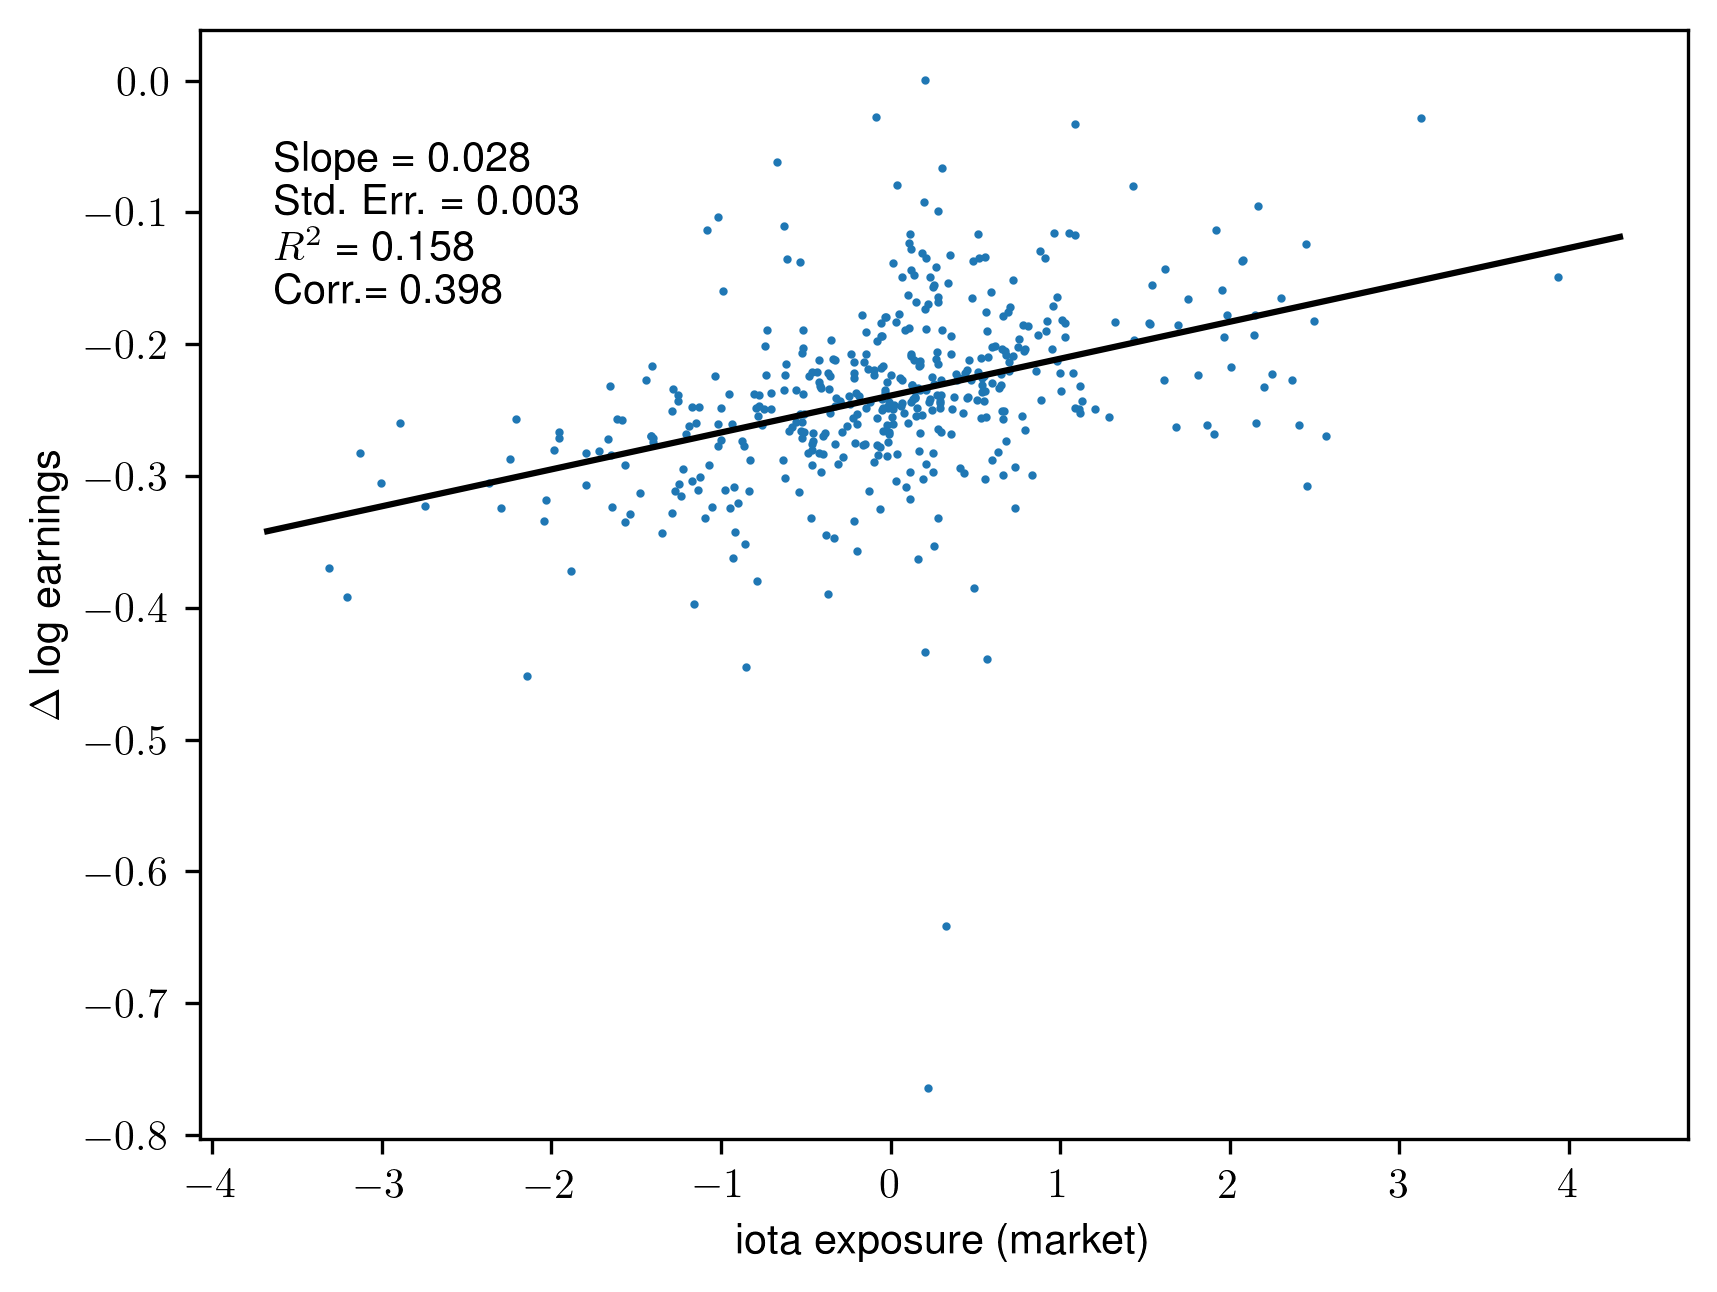 0.0
−0.1
−0.2
−0.3
−0.4
−0.5
−0.6
−0.7
−0.8
Δ log earnings
Slope = 0.028
Std. Err. = 0.003
R² = 0.158
Corr.= 0.398
−4 −3 −2 −1 0 1 2 3 4
iota exposure (market)